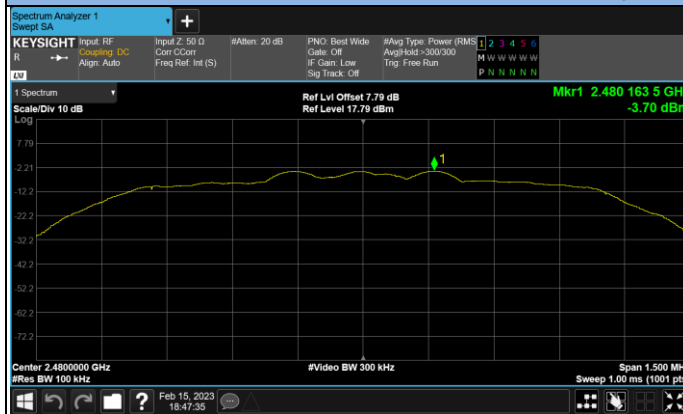 Spectrum Analyzer 1
Swept SA
+
KEYSIGHT Input: RF Input Z: 50 Ω #Atten: 20 dB PNO: Best Wide #Avg Type: Power (RMS 1 2 3 4 5 6
R Coupling: DC Corr CCorr Gate: Off Avg|Hold >300/300 M W W W W W
Align: Auto Freq Ref: Int (S) IF Gain: Low Trig: Free Run
LXI Sig Track: Off P N N N N N
1 Spectrum Ref Lvl Offset 7.79 dB Mkr1 2.480 163 5 GH
Scale/Div 10 dB Ref Level 17.79 dBm -3.70 dBm
Log
7.79
1
-2.21
-12.2
-22.2
-32.2
-42.2
-52.2
-62.2
-72.2
Center 2.4800000 GHz #Video BW 300 kHz Span 1.500 MH
#Res BW 100 kHz Sweep 1.00 ms (1001 pts
? Feb 15, 2023
18:47:35